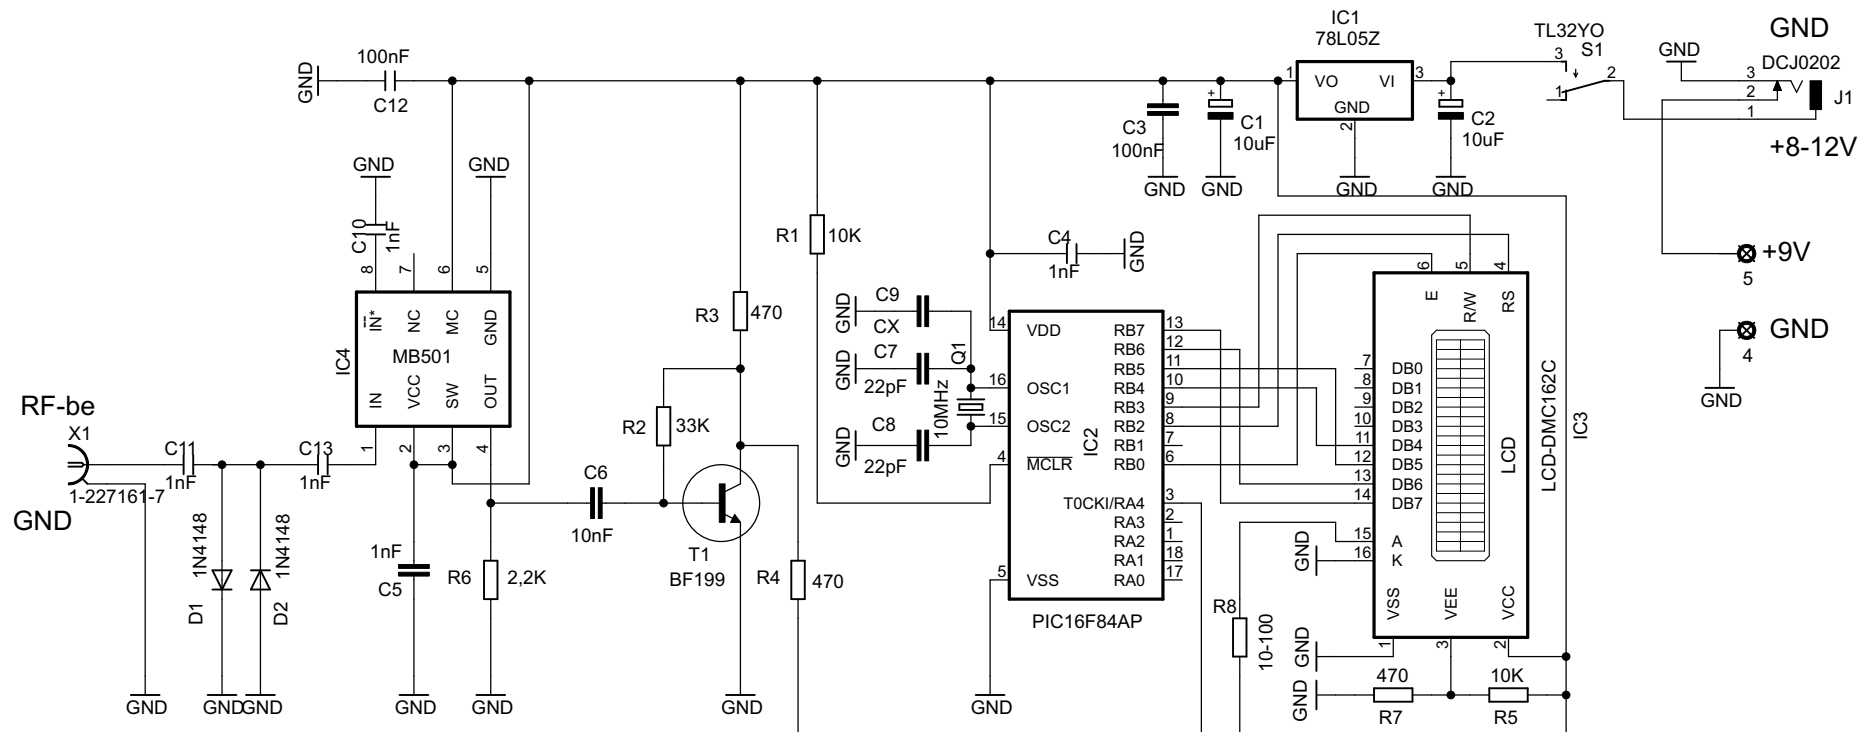 100nF
C12
GND
GND
GND
C10
1nF
8
7
6
5
IN*
NC
MC
GND
MB501
IC4
IN
VCC
SW
OUT
1
2
3
4
RF-be
X1
1-227161-7
GND
C11
1nF
C13
1nF
1N4148
D1
1N4148
D2
GND
GND
GND
1nF
C5
GND
R6
2,2K
GND
C6
10nF
R2
33K
R3
470
T1
BF199
GND
R4
470
R1
10K
C4
1nF
GND
GND
C9
CX
GND
C7
22pF
GND
C8
22pF
Q1
10MHz
14
VDD
16
OSC1
15
OSC2
4
MCLR
5
VSS
IC2
RB7
13
RB6
12
RB5
11
RB4
10
RB3
9
RB2
8
RB1
7
RB0
6
T0CKI/RA4
3
RA3
2
RA2
1
RA1
18
RA0
17
PIC16F84AP
GND
C3
100nF
GND
C1
10uF
+
GND
IC1
78L05Z
1
VO
VI
3
GND
2
GND
+
C2
10uF
GND
TL32YO
S1
3
2
1
GND
GND
DCJ0202
3
2
1
J1
+8-12V
+9V
5
GND
4
GND
6
5
4
E
R/W
RS
7
DB0
8
DB1
9
DB2
10
DB3
11
DB4
12
DB5
13
DB6
14
DB7
15
A
16
K
GND
LCD
LCD-DMC162C
IC3
VSS
VEE
VCC
1
3
2
GND
R8
10-100
GND
470
R7
10K
R5